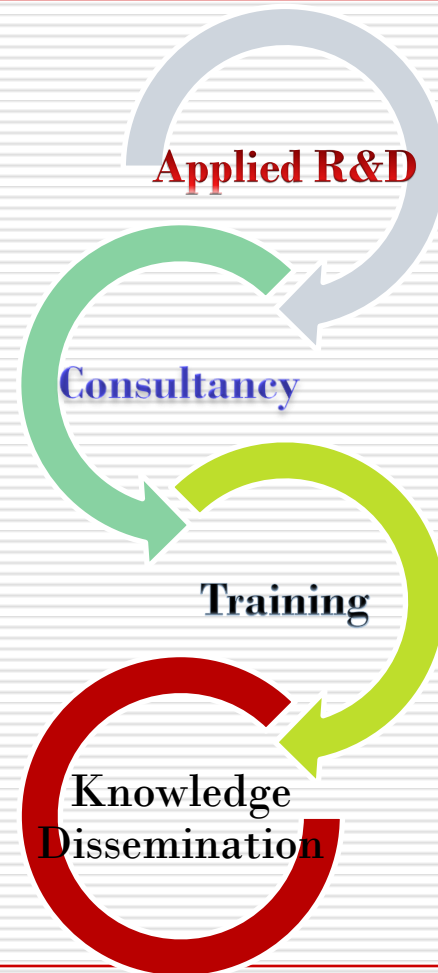 Applied R&D
Consultancy
Training
Knowledge
Dissemination